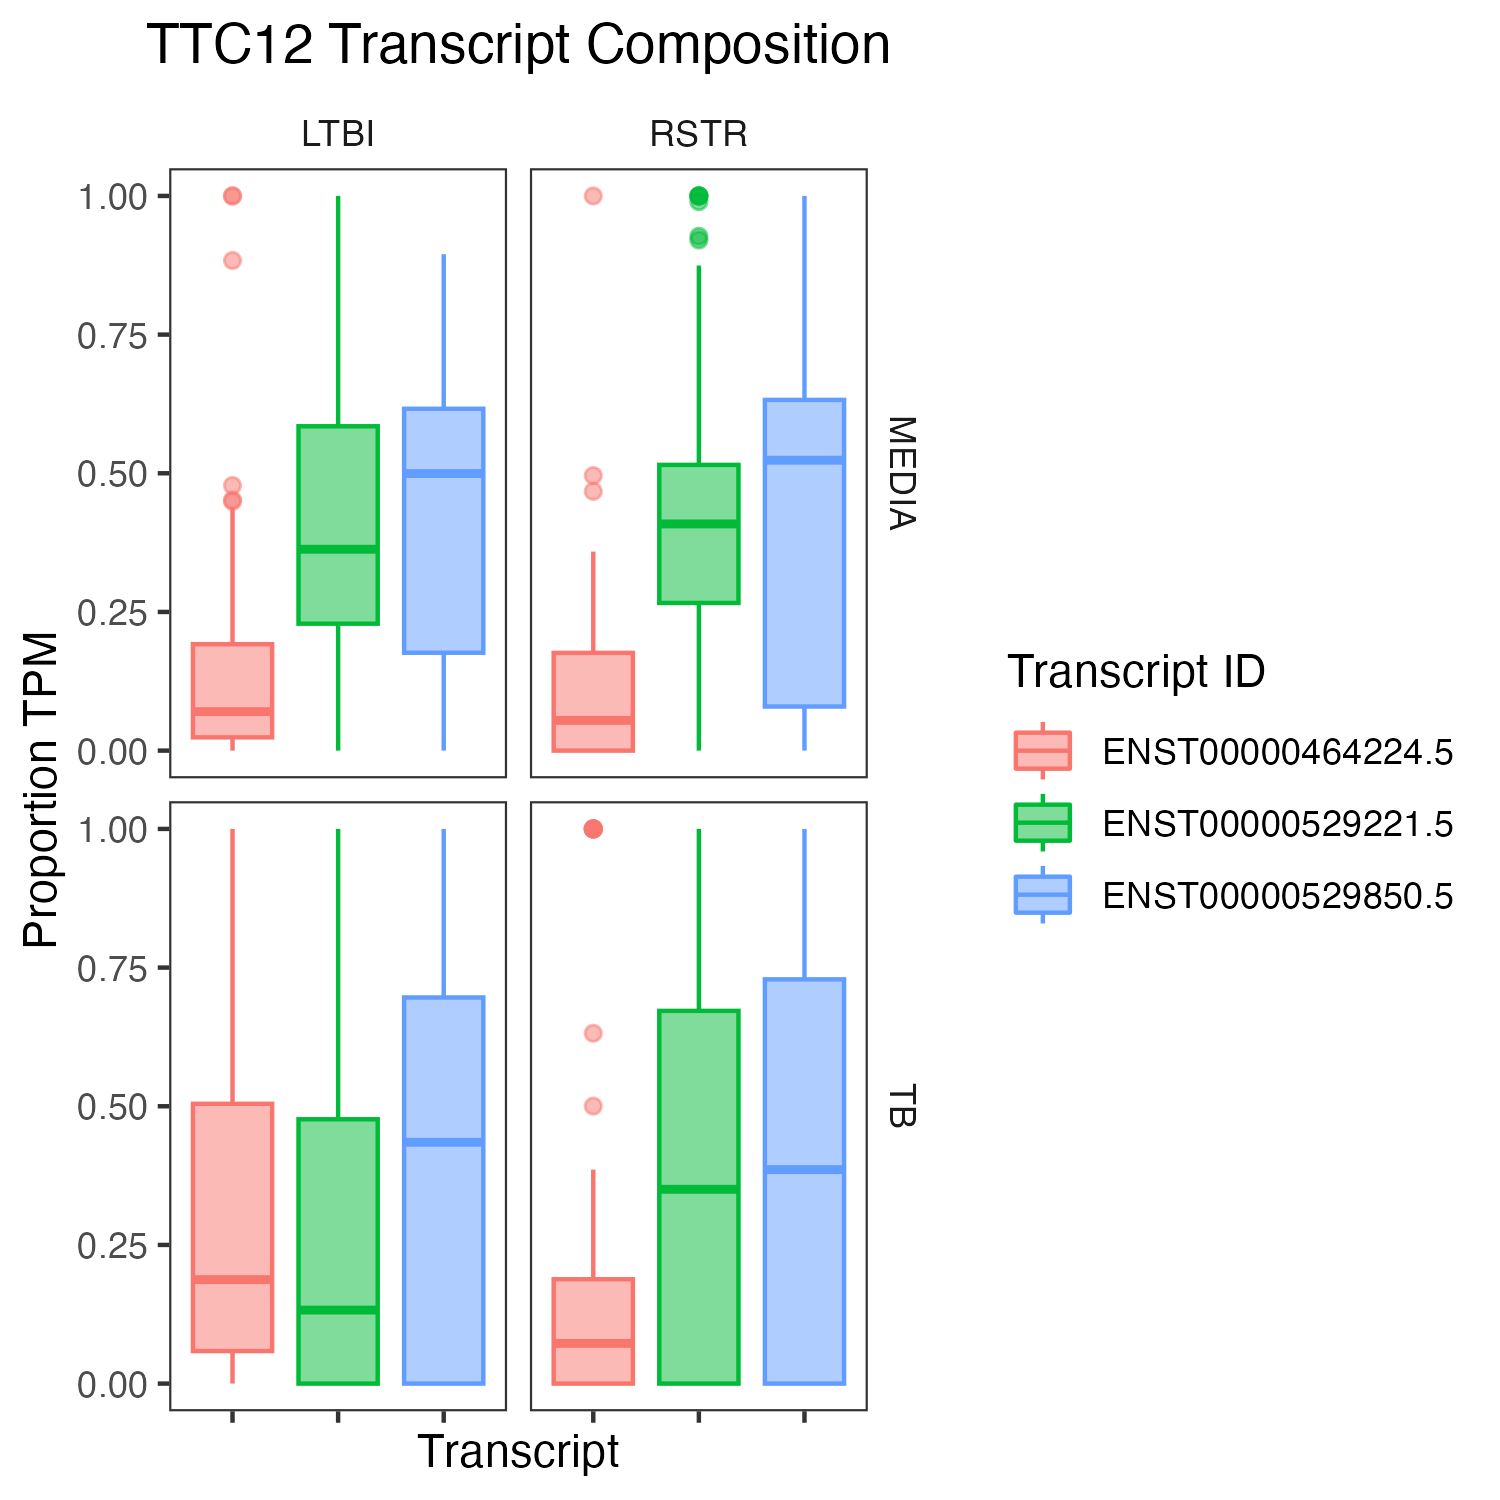 TTC12 Transcript Composition
LTBI
RSTR
1.00
0.75
0.50
0.25
0.00
MEDIA
1.00
0.75
0.50
0.25
0.00
TB
Proportion TPM
Transcript
Transcript ID
ENST00000464224.5
ENST00000529221.5
ENST00000529850.5